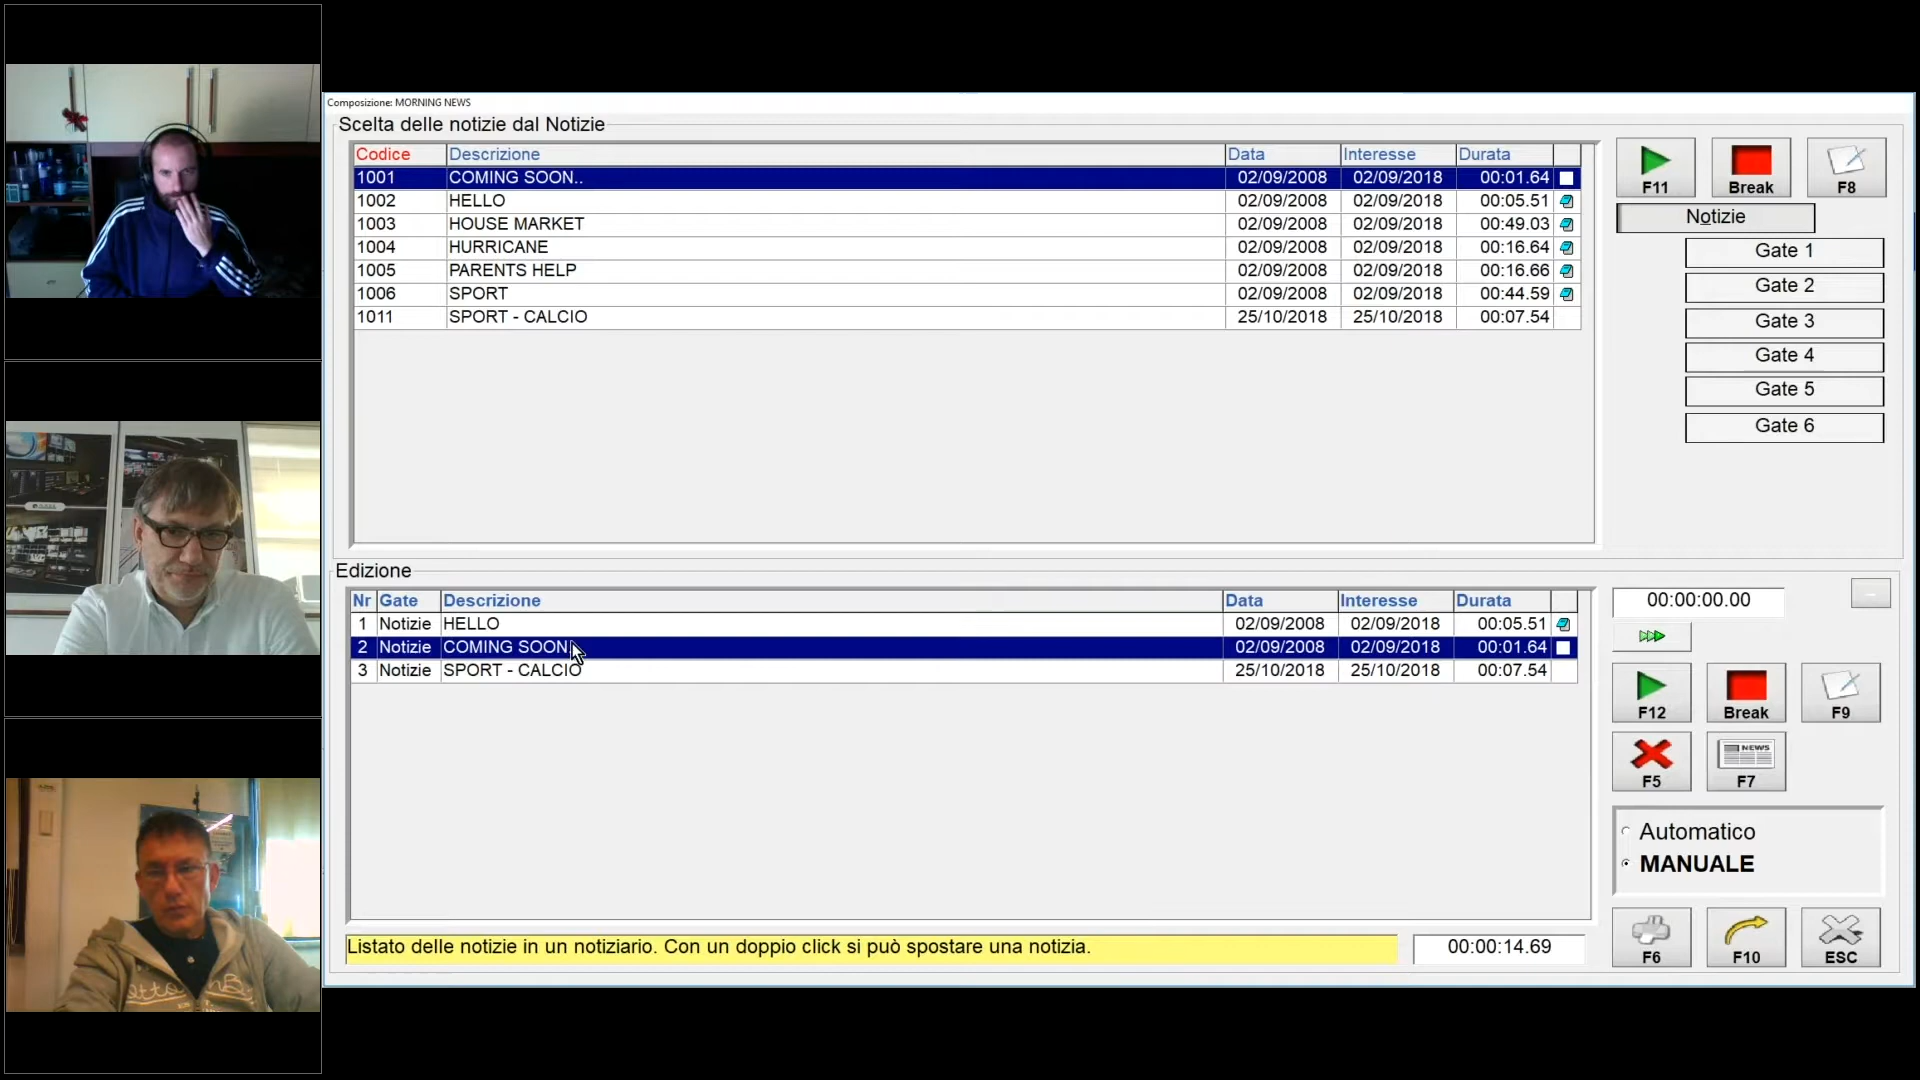 Composizione: MORNING NEWS
Scelta delle notizie dal Notizie
Codice Descrizione Data Interesse Durata
1001 COMING SOON.. 02/09/2008 02/09/2018 00:01.64
1002 HELLO 02/09/2008 02/09/2018 00:05.51
1003 HOUSE MARKET 02/09/2008 02/09/2018 00:49.03
1004 HURRICANE 02/09/2008 02/09/2018 00:16.64
1005 PARENTS HELP 02/09/2008 02/09/2018 00:16.66
1006 SPORT 02/09/2008 02/09/2018 00:44.59
1011 SPORT - CALCIO 25/10/2018 25/10/2018 00:07.54
F11 Break F8
Notizie
Gate 1
Gate 2
Gate 3
Gate 4
Gate 5
Gate 6
Edizione
Nr Gate Descrizione Data Interesse Durata
1 Notizie HELLO 02/09/2008 02/09/2018 00:05.51
2 Notizie COMING SOON.. 02/09/2008 02/09/2018 00:01.64
3 Notizie SPORT - CALCIO 25/10/2018 25/10/2018 00:07.54
00:00:00.00
F12 Break F9
NEWS
F5 F7
Automatico
MANUALE
F6 F10 ESC
Listato delle notizie in un notiziario. Con un doppio click si può spostare una notizia.
00:00:14.69